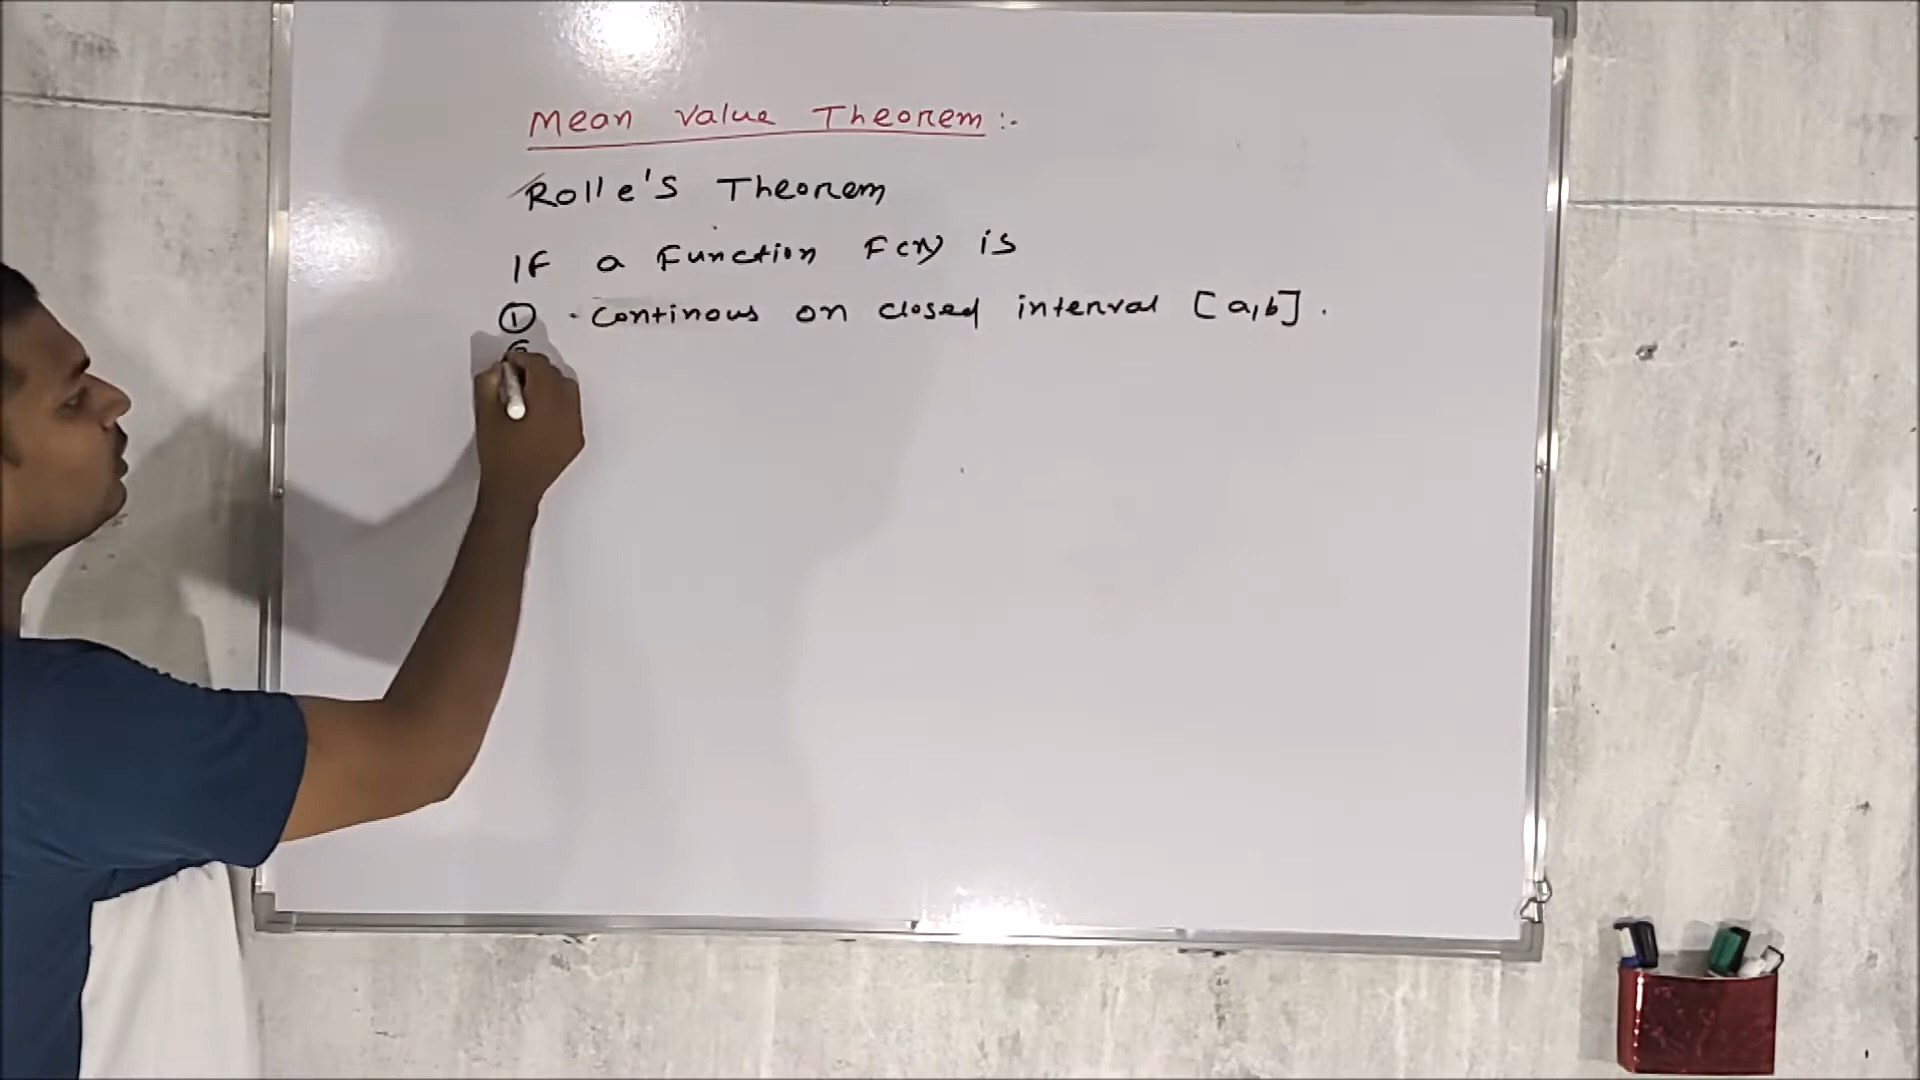 Mean Value Theorem :-
Rolle's Theorem
IF a Function F(x) is
① Continous on closed interval [a,b].